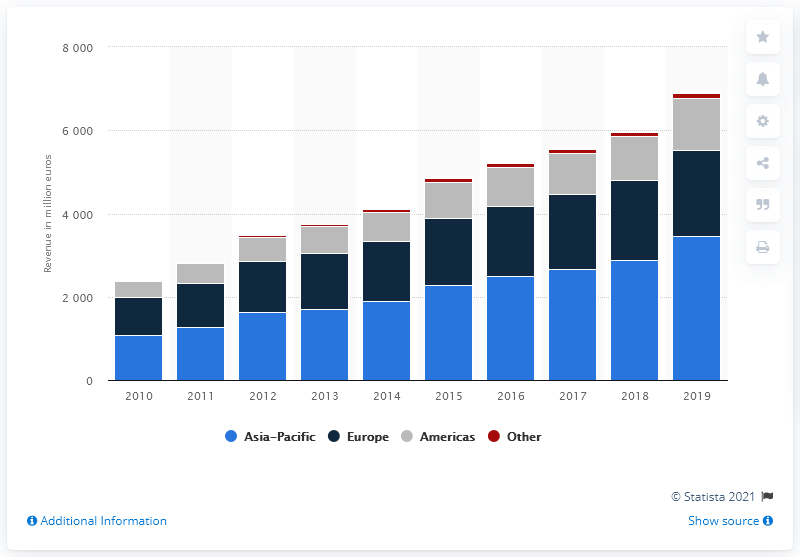 8 000
6 000
4 000
2 000
0
Revenue in million euros
2010 2011 2012 2013 2014 2015 2016 2017 2018 2019
Asia-Pacific Europe Americas Other
© Statista 2021
Additional Information
Show source